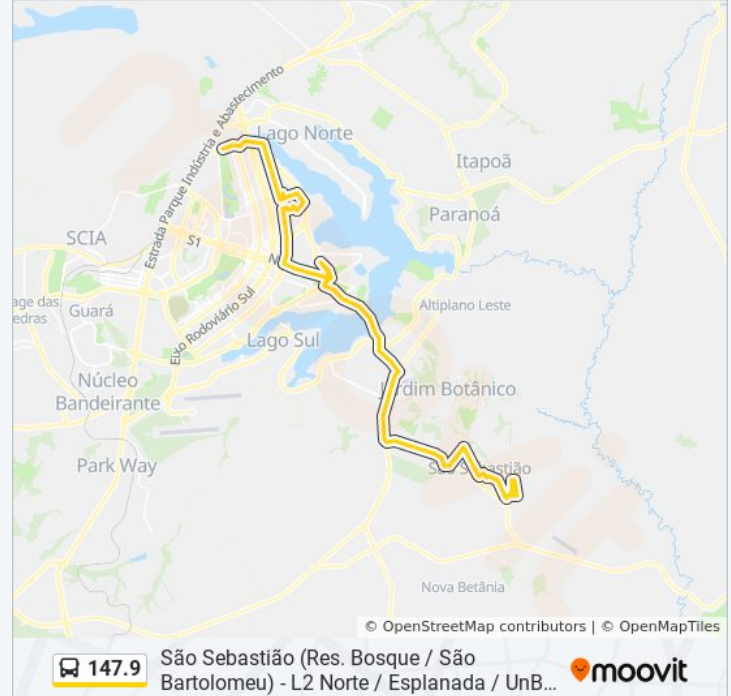 Estrada Parque Indústria e Abastecimento
Lago Norte
Itapoã
Paranoá
SCIA
S1
N
age das
edras
Guará
Eixo Rodoviário Sul
Altiplano Leste
Lago Sul
Núcleo
Bandeirante
Jardim Botânico
Park Way
São Sebastião
Nova Betânia
© OpenStreetMap contributors | © OpenMapTiles
147.9
São Sebastião (Res. Bosque / São
Bartolomeu) - L2 Norte / Esplanada / UnB...
moovit